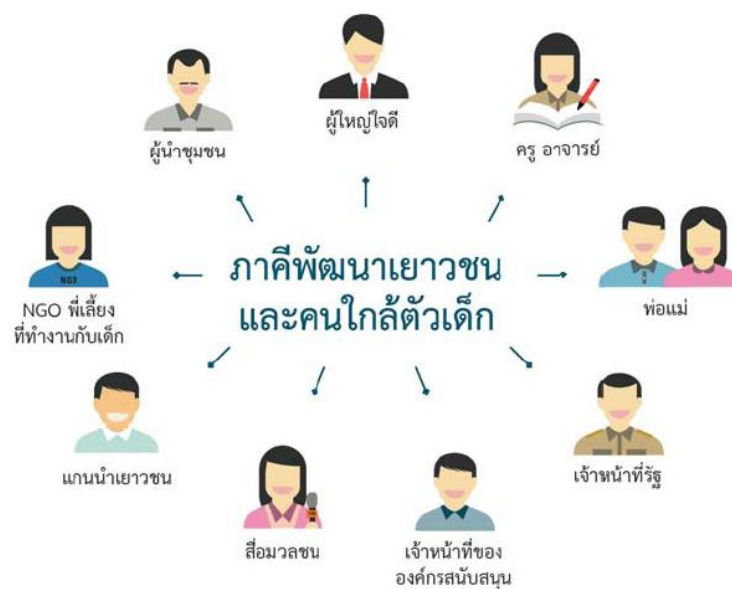 ผู้ใหญ่ใจดี
ครู อาจารย์
ผู้นำชุมชน
ภาคีพัฒนาเยาวชน
และคนใกล้ตัวเด็ก
NGO
NGO พี่เลี้ยง
ที่ทำงานกับเด็ก
พ่อแม่
แกนนำเยาวชน
เจ้าหน้าที่รัฐ
สื่อมวลชน
เจ้าหน้าที่ของ
องค์กรสนับสนุน